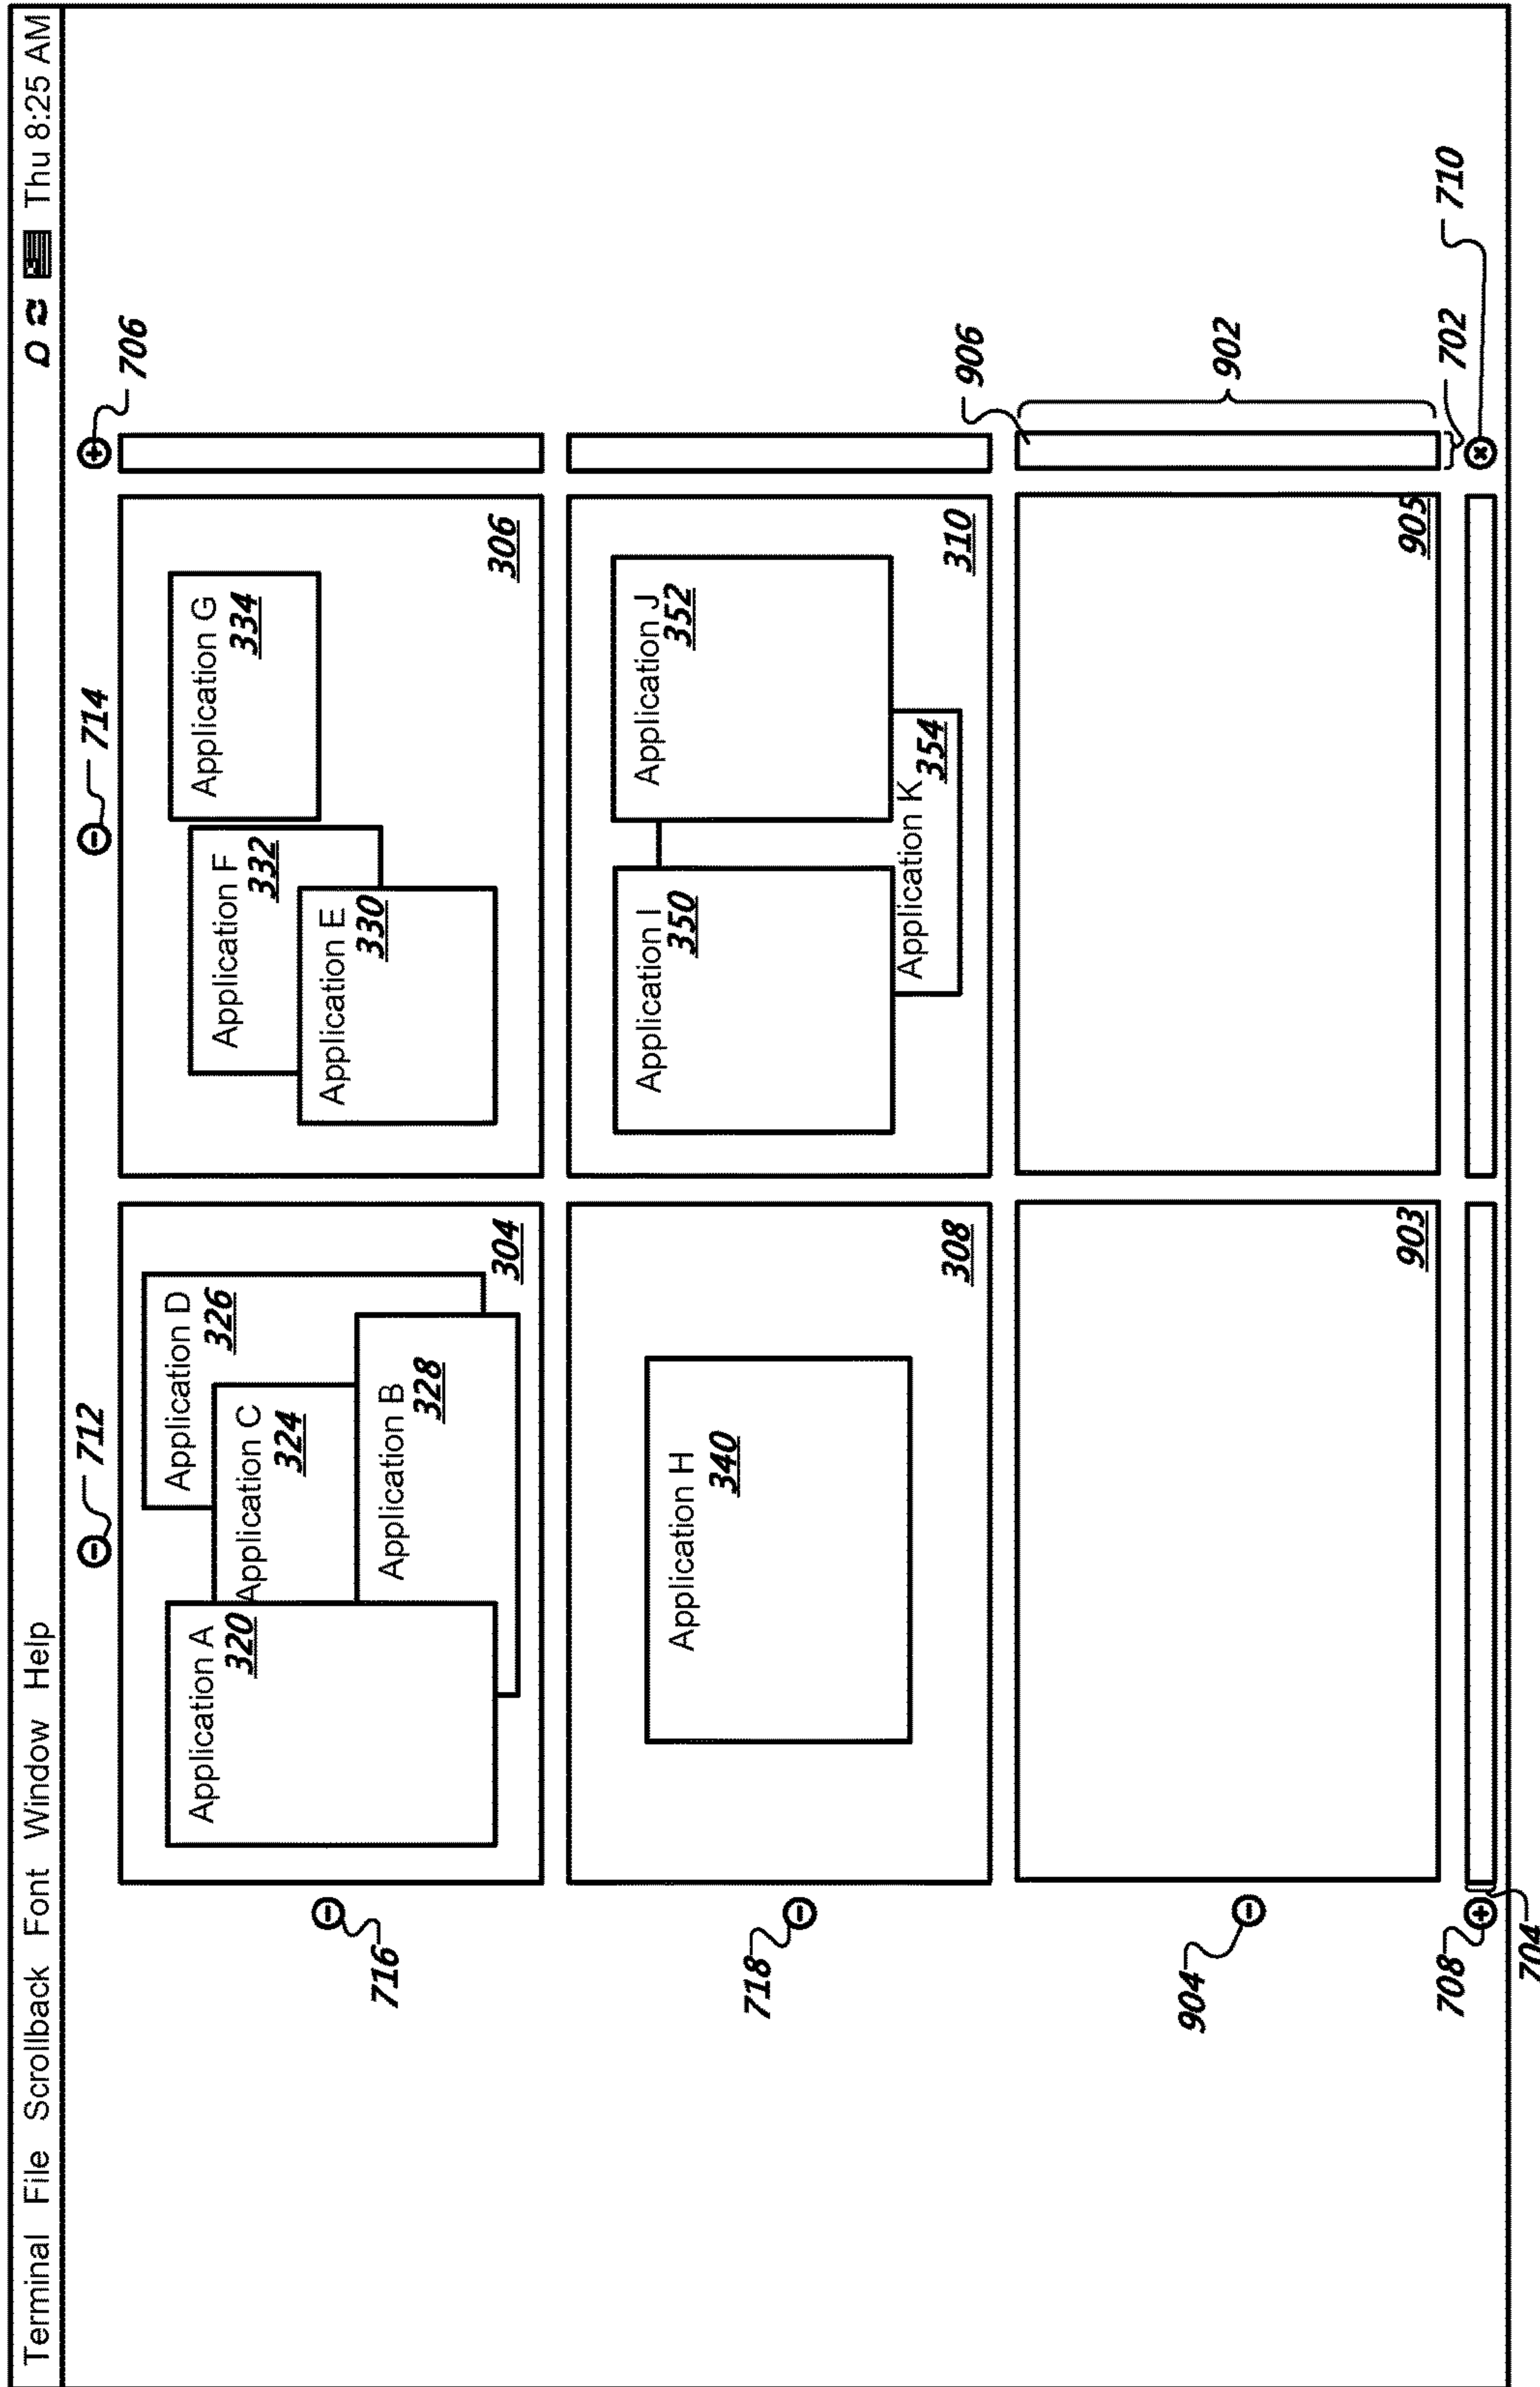 Terminal File Scrollback Font Window Help Thu 8:25 AM
712
714
706
Application A
320
Application C
324
Application D
326
Application B
328
304
716
Application F
332
Application E
330
Application G
334
306
Application H
340
308
718
Application I
350
Application J
352
Application K
354
310
906
904
903
905
902
708
704
702
710